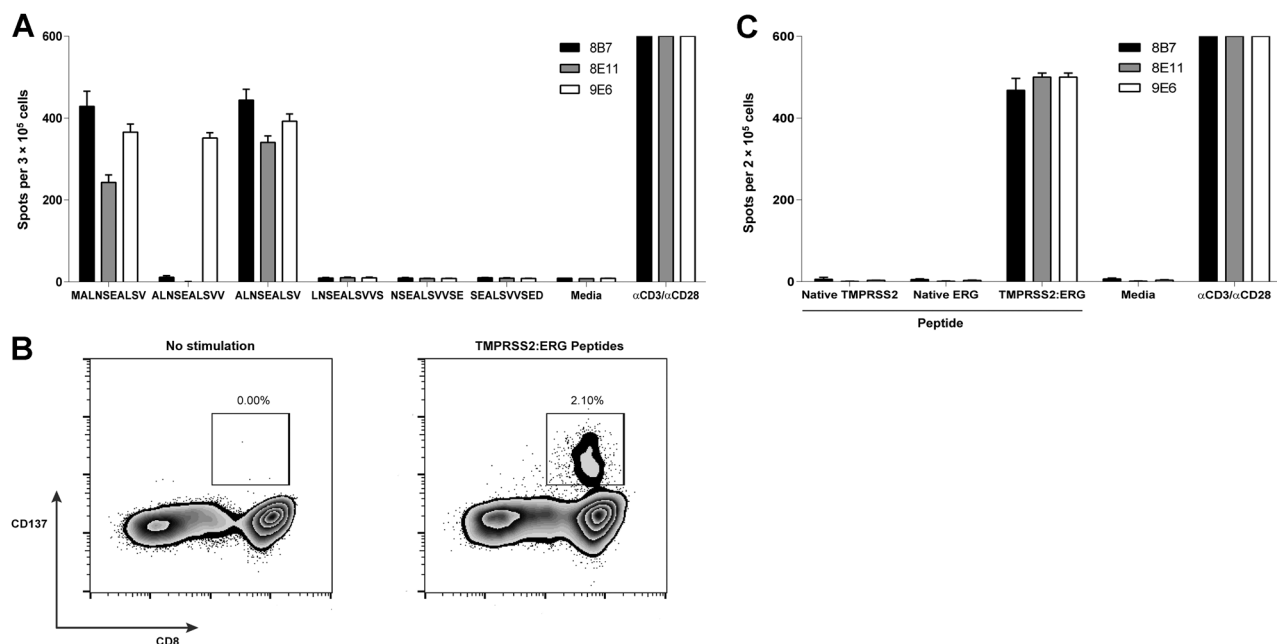 A
Spots per 3 × 10⁵ cells
600
400
200
0
8B7
8E11
9E6
MALNSEALSV
ALNSEALSVV
ALNSEALSV
LNSEALSVVS
NSEALSVVSE
SEALSVVSED
Media
αCD3/αCD28
C
Spots per 2 × 10⁵ cells
600
400
200
0
8B7
8E11
9E6
Native TMPRSS2
Native ERG
TMPRSS2:ERG
Media
αCD3/αCD28
Peptide
B
No stimulation
0.00%
TMPRSS2:ERG Peptides
2.10%
CD137
CD8